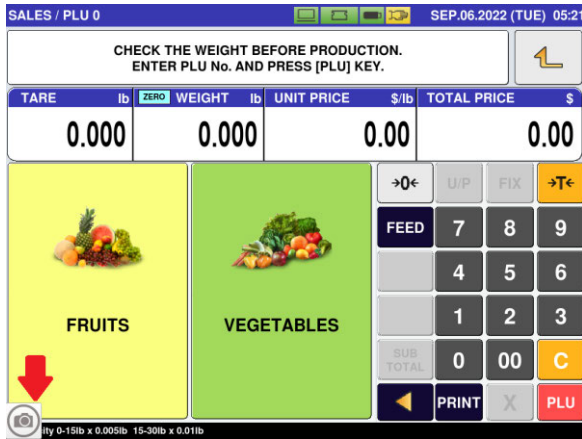 SALES / PLU 0
SEP.06.2022 (TUE) 05:21
CHECK THE WEIGHT BEFORE PRODUCTION.
ENTER PLU No. AND PRESS [PLU] KEY.
TARE lb ZERO WEIGHT lb UNIT PRICE $/lb TOTAL PRICE $
0.000 0.000 0.00 0.00
→0← U/P FIX →T←
FEED 7 8 9
4 5 6
FRUITS
VEGETABLES
1 2 3
SUB TOTAL 0 00 C
PRINT X PLU
ity 0-15lb x 0.005lb 15-30lb x 0.01lb